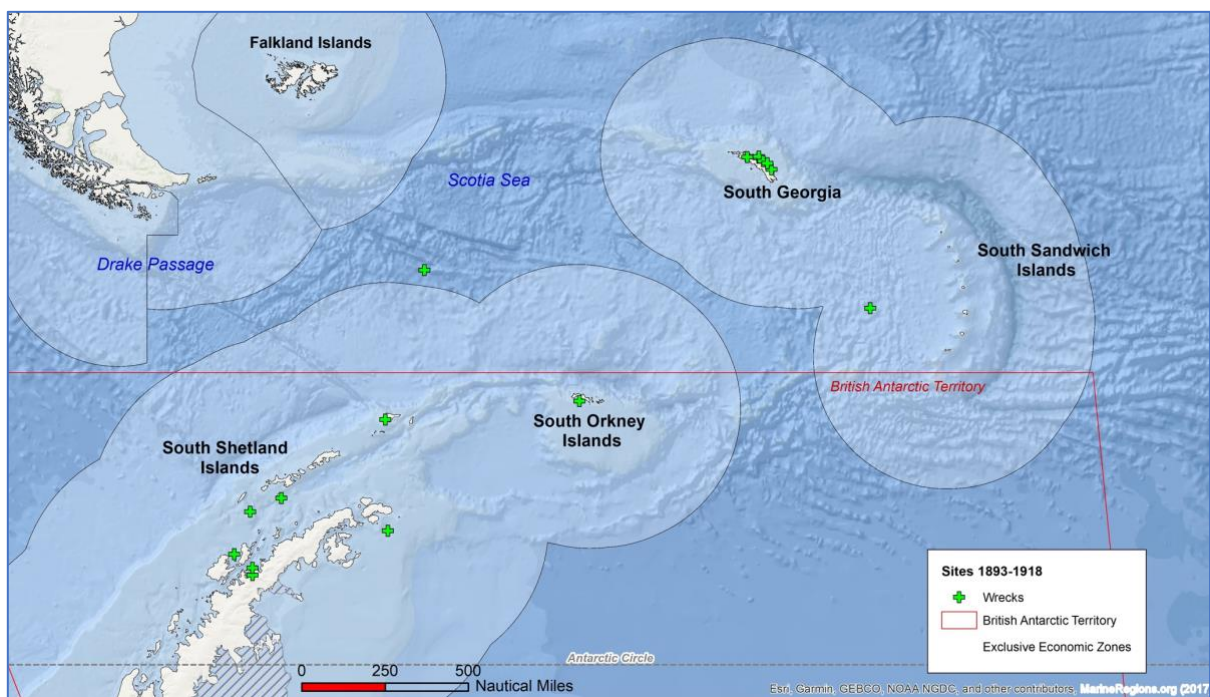 Falkland Islands
Scotia Sea
South Georgia
Drake Passage
South Sandwich
Islands
British Antarctic Territory
South Orkney
Islands
South Shetland
Islands
Sites 1893-1918
Wrecks
British Antarctic Territory
Exclusive Economic Zones
Antarctic Circle
0 250 500
Nautical Miles
Esri, Garmin, GEBCO, NOAA NGDC, and other contributors, MarineRegions.org (2017